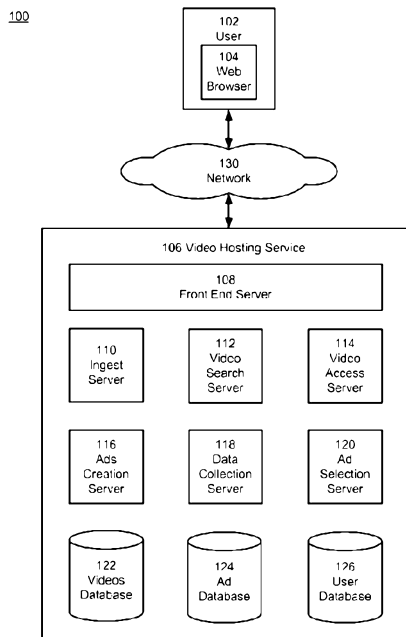 100
102
User
104
Web
Browser
130
Network
106 Video Hosting Service
108
Front End Server
110
Ingest
Server
112
Video
Search
Server
114
Video
Access
Server
116
Ads
Creation
Server
118
Data
Collection
Server
120
Ad
Selection
Server
122
Videos
Database
124
Ad
Database
126
User
Database